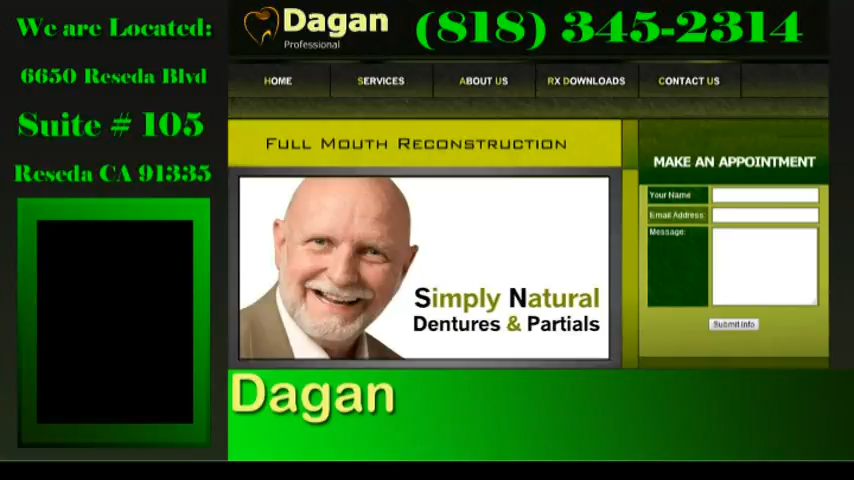 We are Located:
6650 Reseda Blvd
Suite # 105
Reseda CA 91335
Dagan
Professional
(818) 345-2314
HOME
SERVICES
ABOUT US
RX DOWNLOADS
CONTACT US
FULL MOUTH RECONSTRUCTION
Simply Natural
Dentures & Partials
MAKE AN APPOINTMENT
Your Name
Email Address:
Message:
Submit Info
Dagan